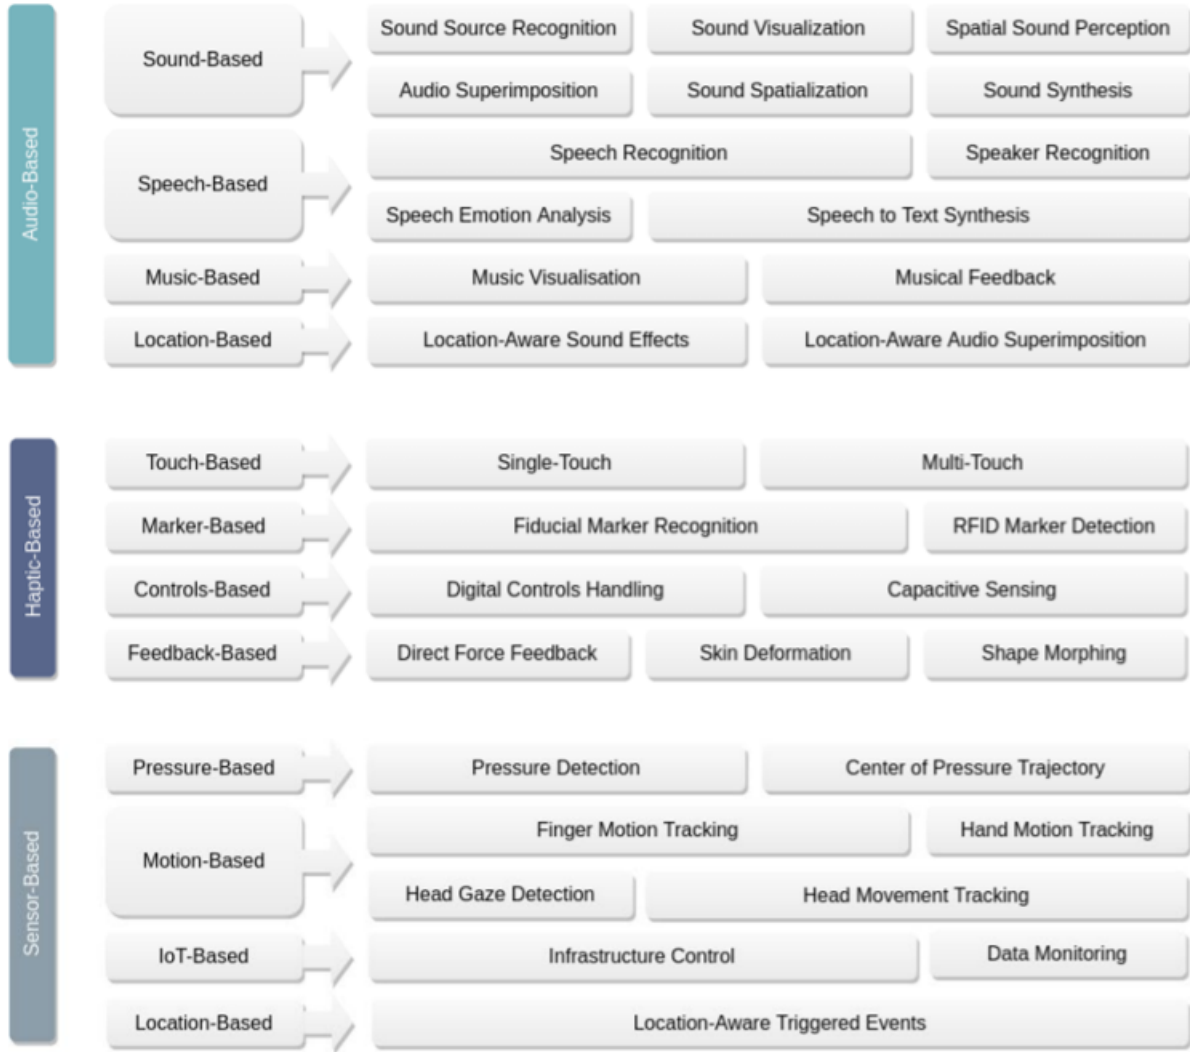 Audio-Based
Sound-Based
Sound Source Recognition
Sound Visualization
Spatial Sound Perception
Audio Superimposition
Sound Spatialization
Sound Synthesis
Speech-Based
Speech Recognition
Speaker Recognition
Speech Emotion Analysis
Speech to Text Synthesis
Music-Based
Music Visualisation
Musical Feedback
Location-Based
Location-Aware Sound Effects
Location-Aware Audio Superimposition
Haptic-Based
Touch-Based
Single-Touch
Multi-Touch
Marker-Based
Fiducial Marker Recognition
RFID Marker Detection
Controls-Based
Digital Controls Handling
Capacitive Sensing
Feedback-Based
Direct Force Feedback
Skin Deformation
Shape Morphing
Sensor-Based
Pressure-Based
Pressure Detection
Center of Pressure Trajectory
Motion-Based
Finger Motion Tracking
Hand Motion Tracking
Head Gaze Detection
Head Movement Tracking
IoT-Based
Infrastructure Control
Data Monitoring
Location-Based
Location-Aware Triggered Events